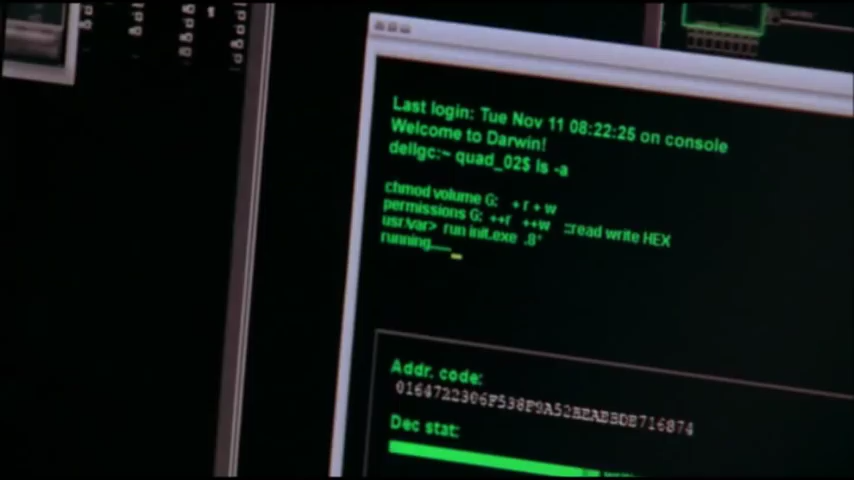 Last login: Tue Nov 11 08:22:25 on console
Welcome to Darwin!
dellgc:~ quad_02$ ls -a
chmod volume G: +r+w
permissions G: ++r ++w ::read write HEX
usr/var> run init.exe .8*
running.....
Addr. code:
Dec stat: